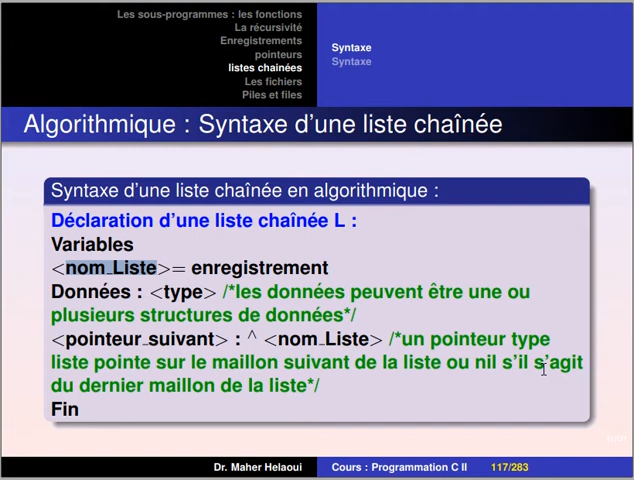 Les sous-programmes : les fonctions
La récursivité
Enregistrements
pointeurs
listes chainées
Les fichiers
Piles et files
Syntaxe
Syntaxe
Algorithmique : Syntaxe d'une liste chaînée
Syntaxe d'une liste chaînée en algorithmique :
Déclaration d'une liste chaînée L :
Variables
<nom_Liste>= enregistrement
Données : <type> /*les données peuvent être une ou
plusieurs structures de données*/
<pointeur_suivant> : ^ <nom_Liste> /*un pointeur type
liste pointe sur le maillon suivant de la liste ou nil s'il s'agit
du dernier maillon de la liste*/
Fin
Dr. Maher Helaoui
Cours : Programmation C II
117/283